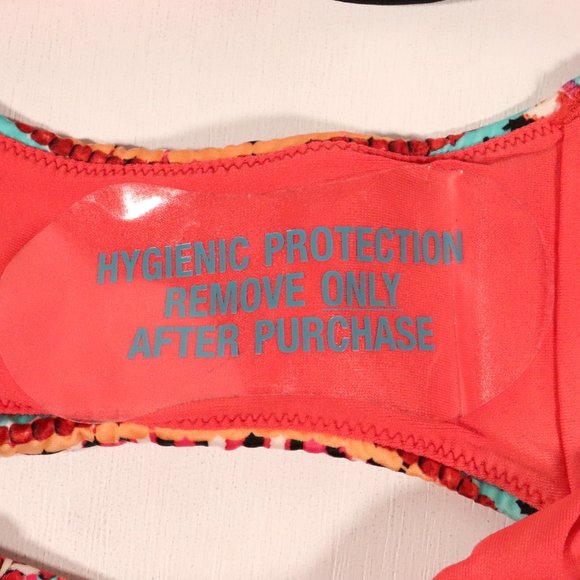 HYGIENIC PROTECTION
REMOVE ONLY
AFTER PURCHASE